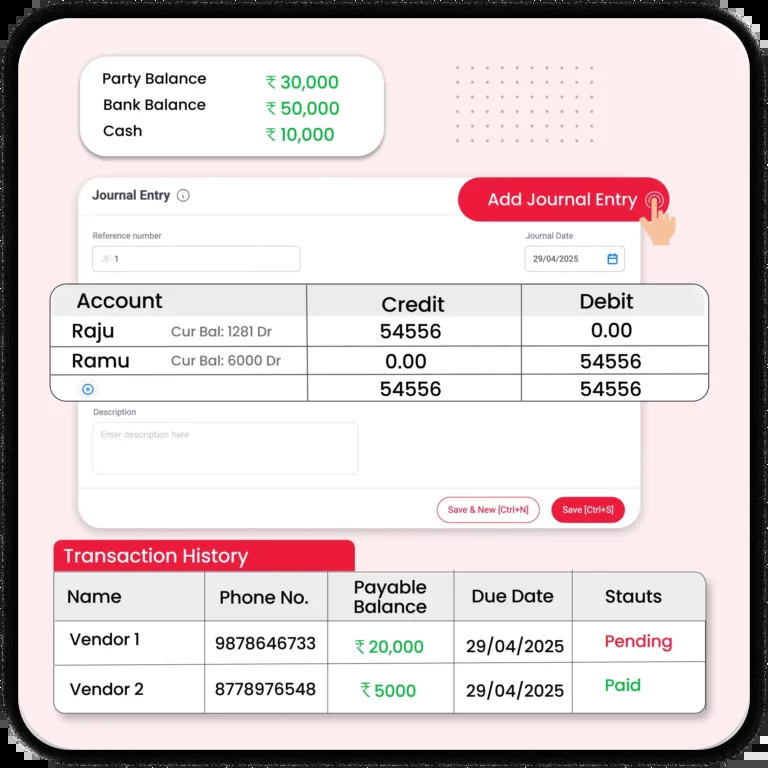 Party Balance ₹ 30,000
Bank Balance ₹ 50,000
Cash ₹ 10,000
Journal Entry
Add Journal Entry
Reference number
Journal Date
JE- 1
29/04/2025
Account Credit Debit
Raju Cur Bal: 1281 Dr 54556 0.00
Ramu Cur Bal: 6000 Dr 0.00 54556
54556 54556
Description
Enter description here
Save & New [Ctrl+N]
Save [Ctrl+S]
Transaction History
Name Phone No. Payable Balance Due Date Stauts
Vendor 1 9878646733 ₹ 20,000 29/04/2025 Pending
Vendor 2 8778976548 ₹ 5000 29/04/2025 Paid